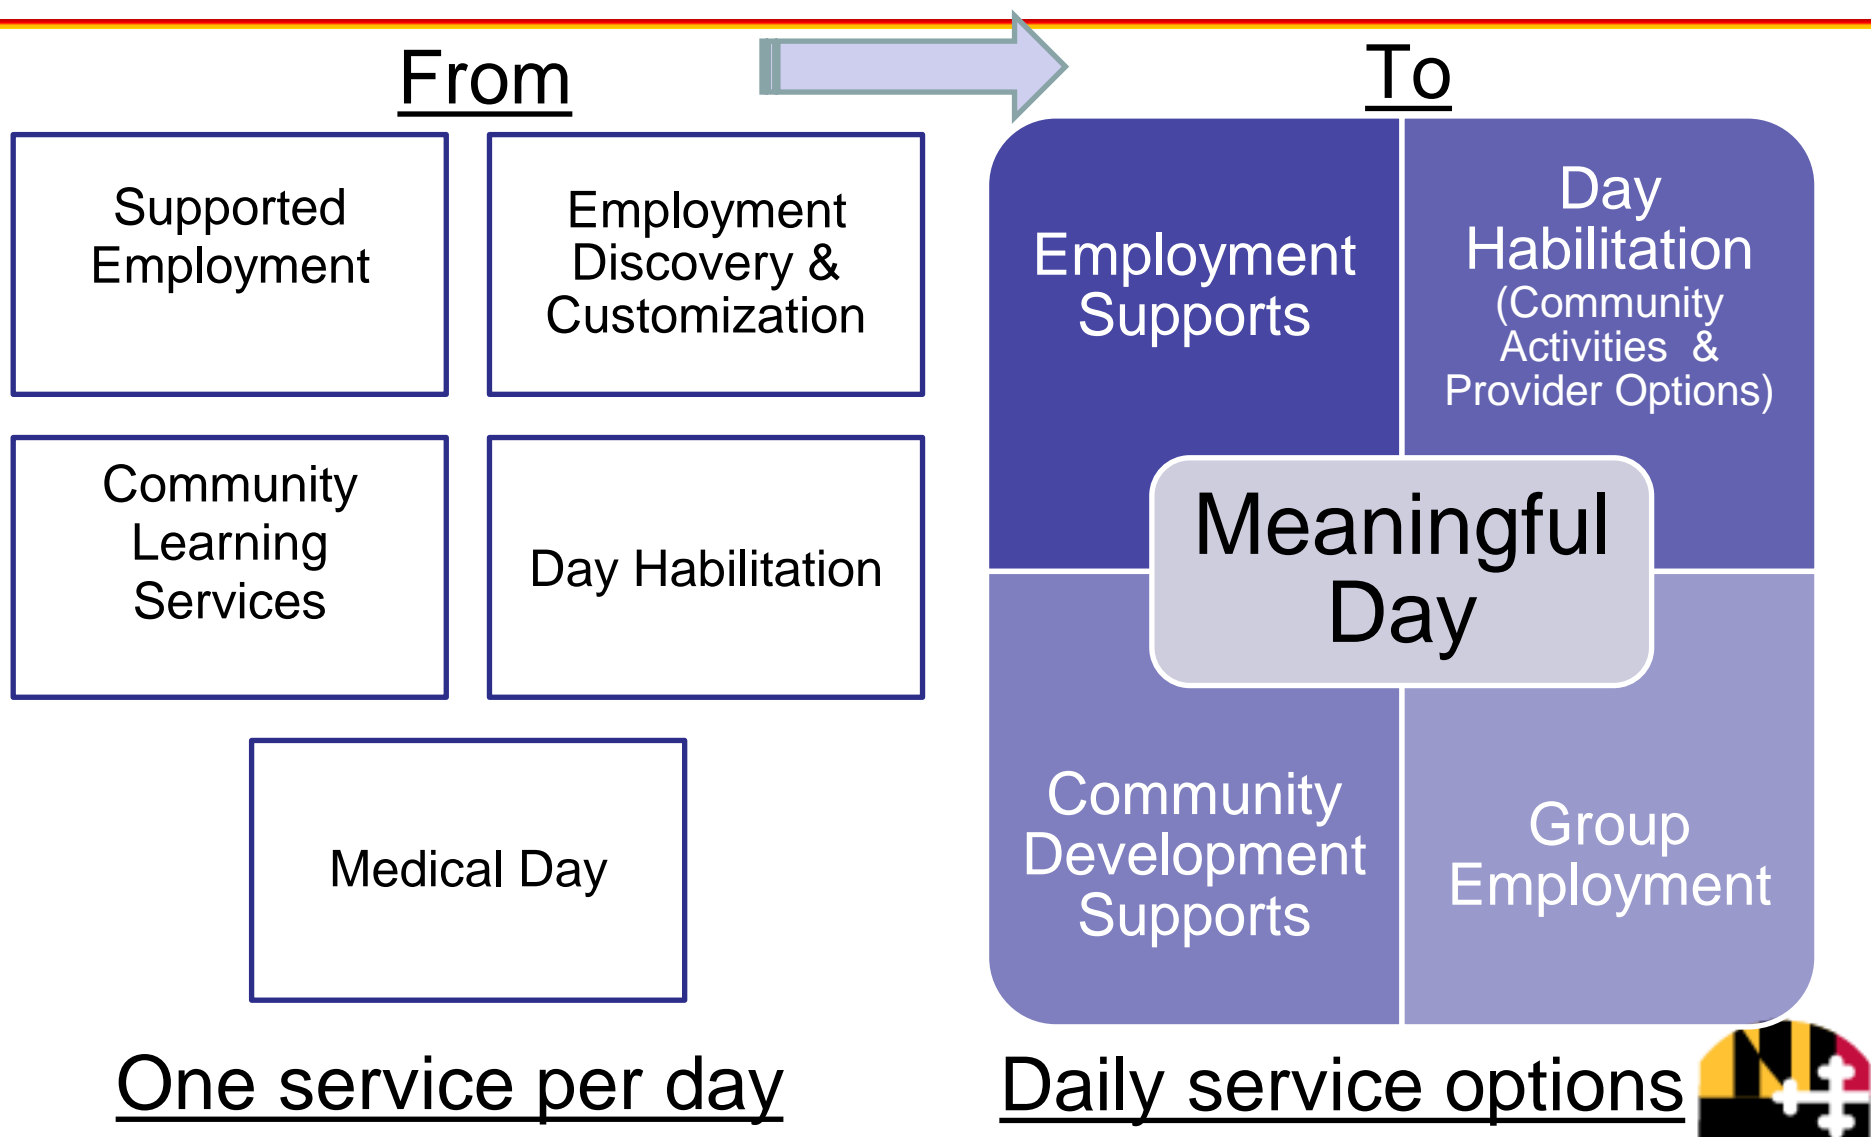 From
To
Supported
Employment
Employment
Discovery &
Customization
Community
Learning
Services
Day Habilitation
Medical Day
One service per day
Employment
Supports
Day
Habilitation
(Community
Activities &
Provider Options)
Meaningful
Day
Community
Development
Supports
Group
Employment
Daily service options